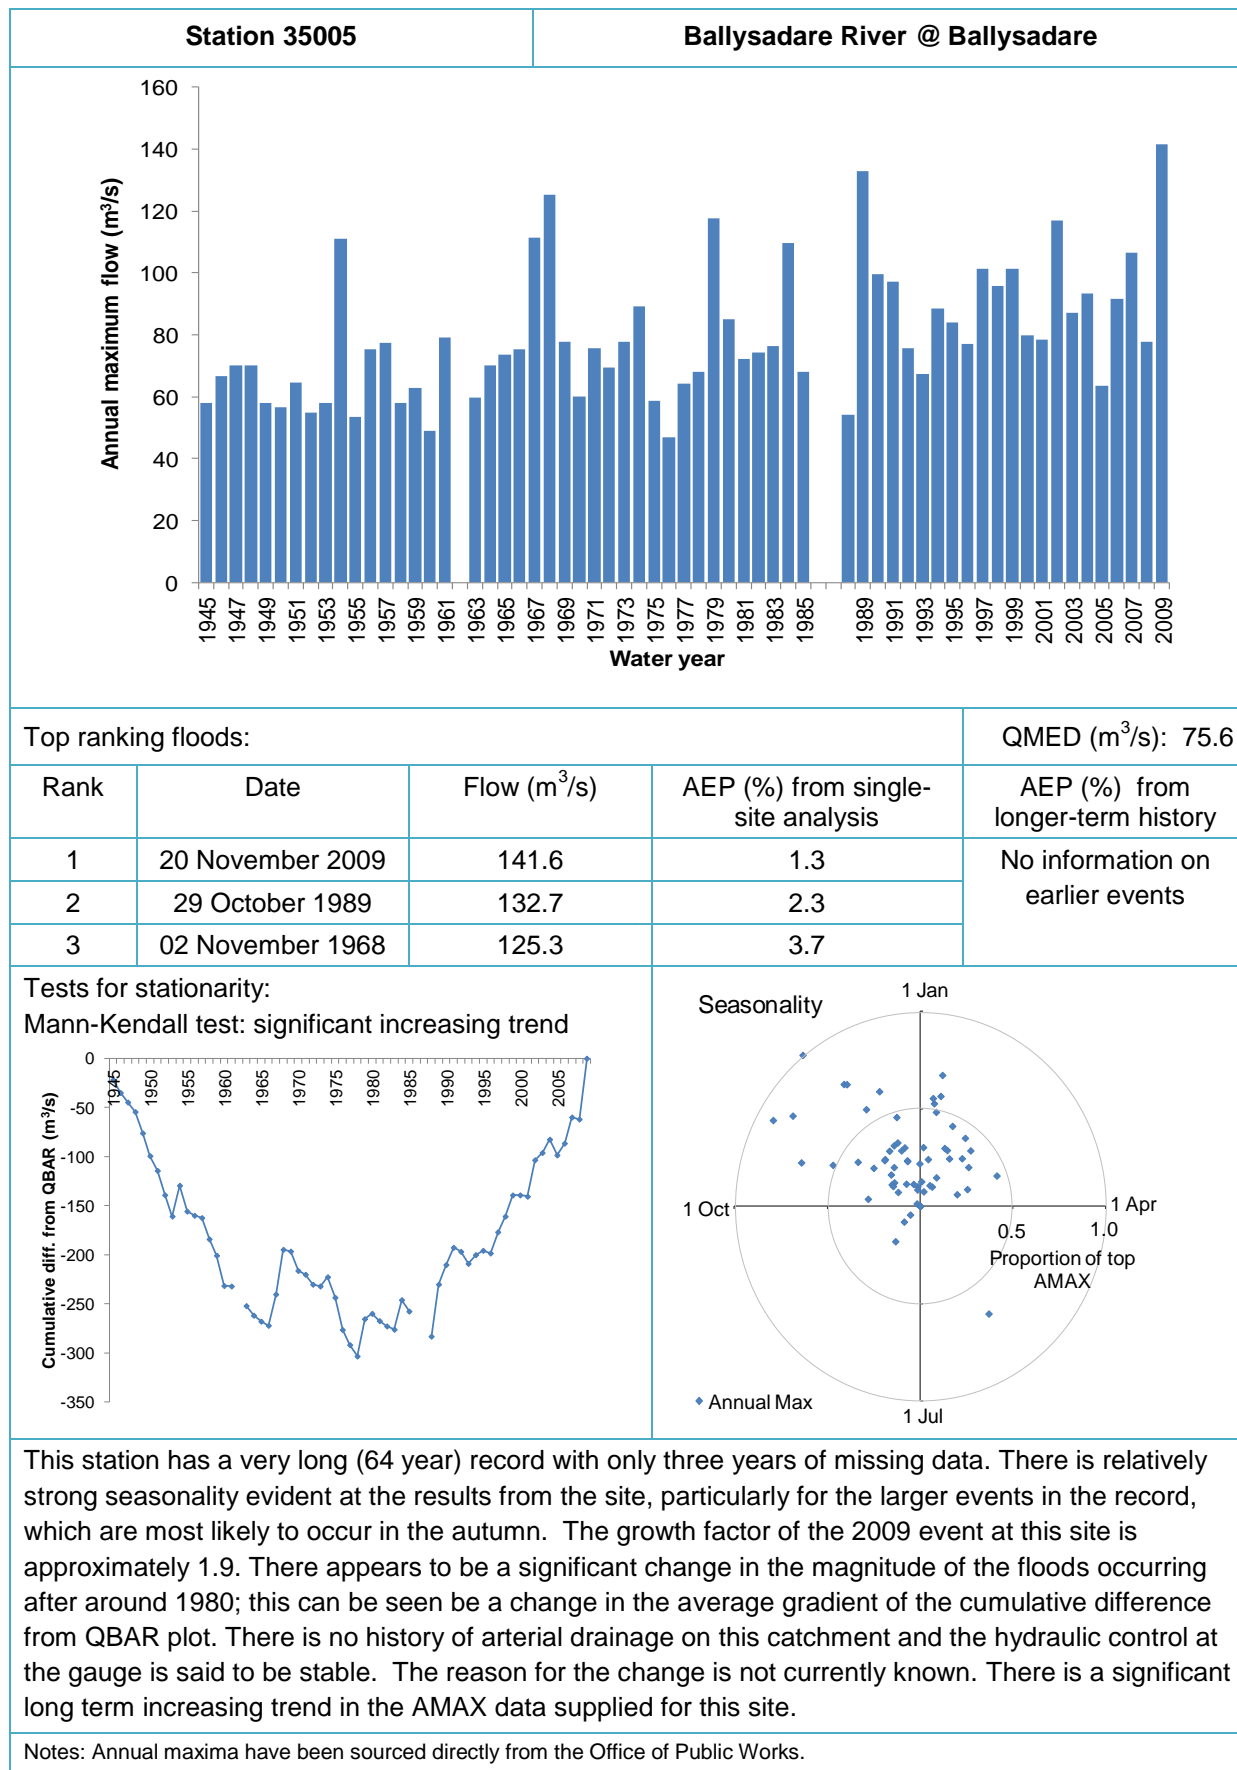 Station 35005
Ballysadare River @ Ballysadare
160
140
120
100
80
60
40
20
0
Annual maximum flow (m³/s)
1945
1947
1949
1951
1953
1955
1957
1959
1961
1963
1965
1967
1969
1971
1973
1975
1977
1979
1981
1983
1985
1989
1991
1993
1995
1997
1999
2001
2003
2005
2007
2009
Water year
Top ranking floods:
QMED (m³/s): 75.6
Rank
Date
Flow (m³/s)
AEP (%) from single-
site analysis
AEP (%) from
longer-term history
1
20 November 2009
141.6
1.3
No information on
earlier events
2
29 October 1989
132.7
2.3
3
02 November 1968
125.3
3.7
Tests for stationarity:
Mann-Kendall test: significant increasing trend
0
-50
-100
-150
-200
-250
-300
-350
Cumulative diff. from QBAR (m³/s)
1945
1950
1955
1960
1965
1970
1975
1980
1985
1990
1995
2000
2005
Seasonality
1 Jan
1 Oct
1 Apr
0.5
1.0
Proportion of top
AMAX
Annual Max
1 Jul
This station has a very long (64 year) record with only three years of missing data. There is relatively
strong seasonality evident at the results from the site, particularly for the larger events in the record,
which are most likely to occur in the autumn. The growth factor of the 2009 event at this site is
approximately 1.9. There appears to be a significant change in the magnitude of the floods occurring
after around 1980; this can be seen be a change in the average gradient of the cumulative difference
from QBAR plot. There is no history of arterial drainage on this catchment and the hydraulic control at
the gauge is said to be stable. The reason for the change is not currently known. There is a significant
long term increasing trend in the AMAX data supplied for this site.
Notes: Annual maxima have been sourced directly from the Office of Public Works.